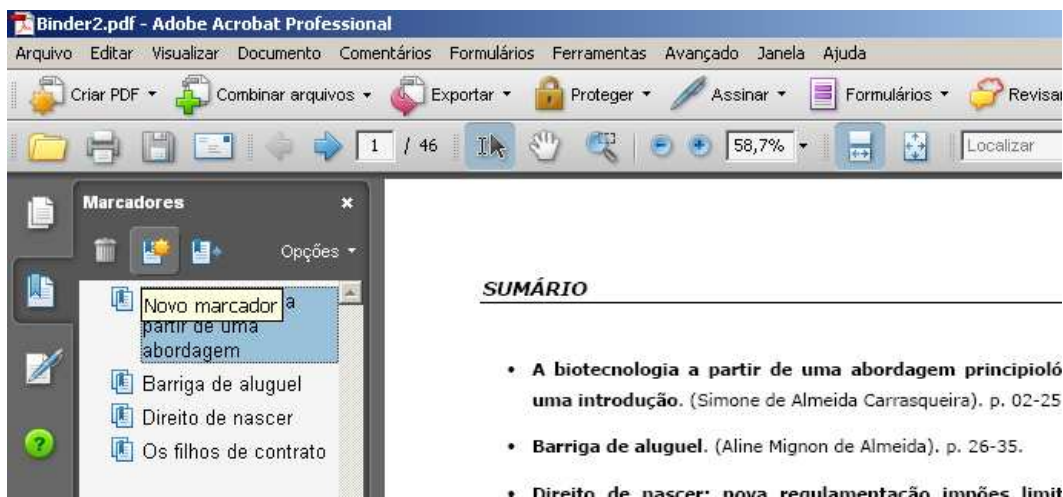 Binder2.pdf - Adobe Acrobat Professional
Arquivo Editar Visualizar Documento Comentários Formulários Ferramentas Avançado Janela Ajuda
Criar PDF Combinar arquivos Exportar Proteger Assinar Formulários Revisar
1 / 46 58,7% Localizar
Marcadores
Opções
Novo marcador a
partir de uma
abordagem
Barriga de aluguel
Direito de nascer
Os filhos de contrato
SUMÁRIO
• A biotecnologia a partir de uma abordagem principioló
uma introdução. (Simone de Almeida Carrasqueira). p. 02-25
• Barriga de aluguel. (Aline Mignon de Almeida). p. 26-35.
• Direito de nascer: nova regulamentação impões limit